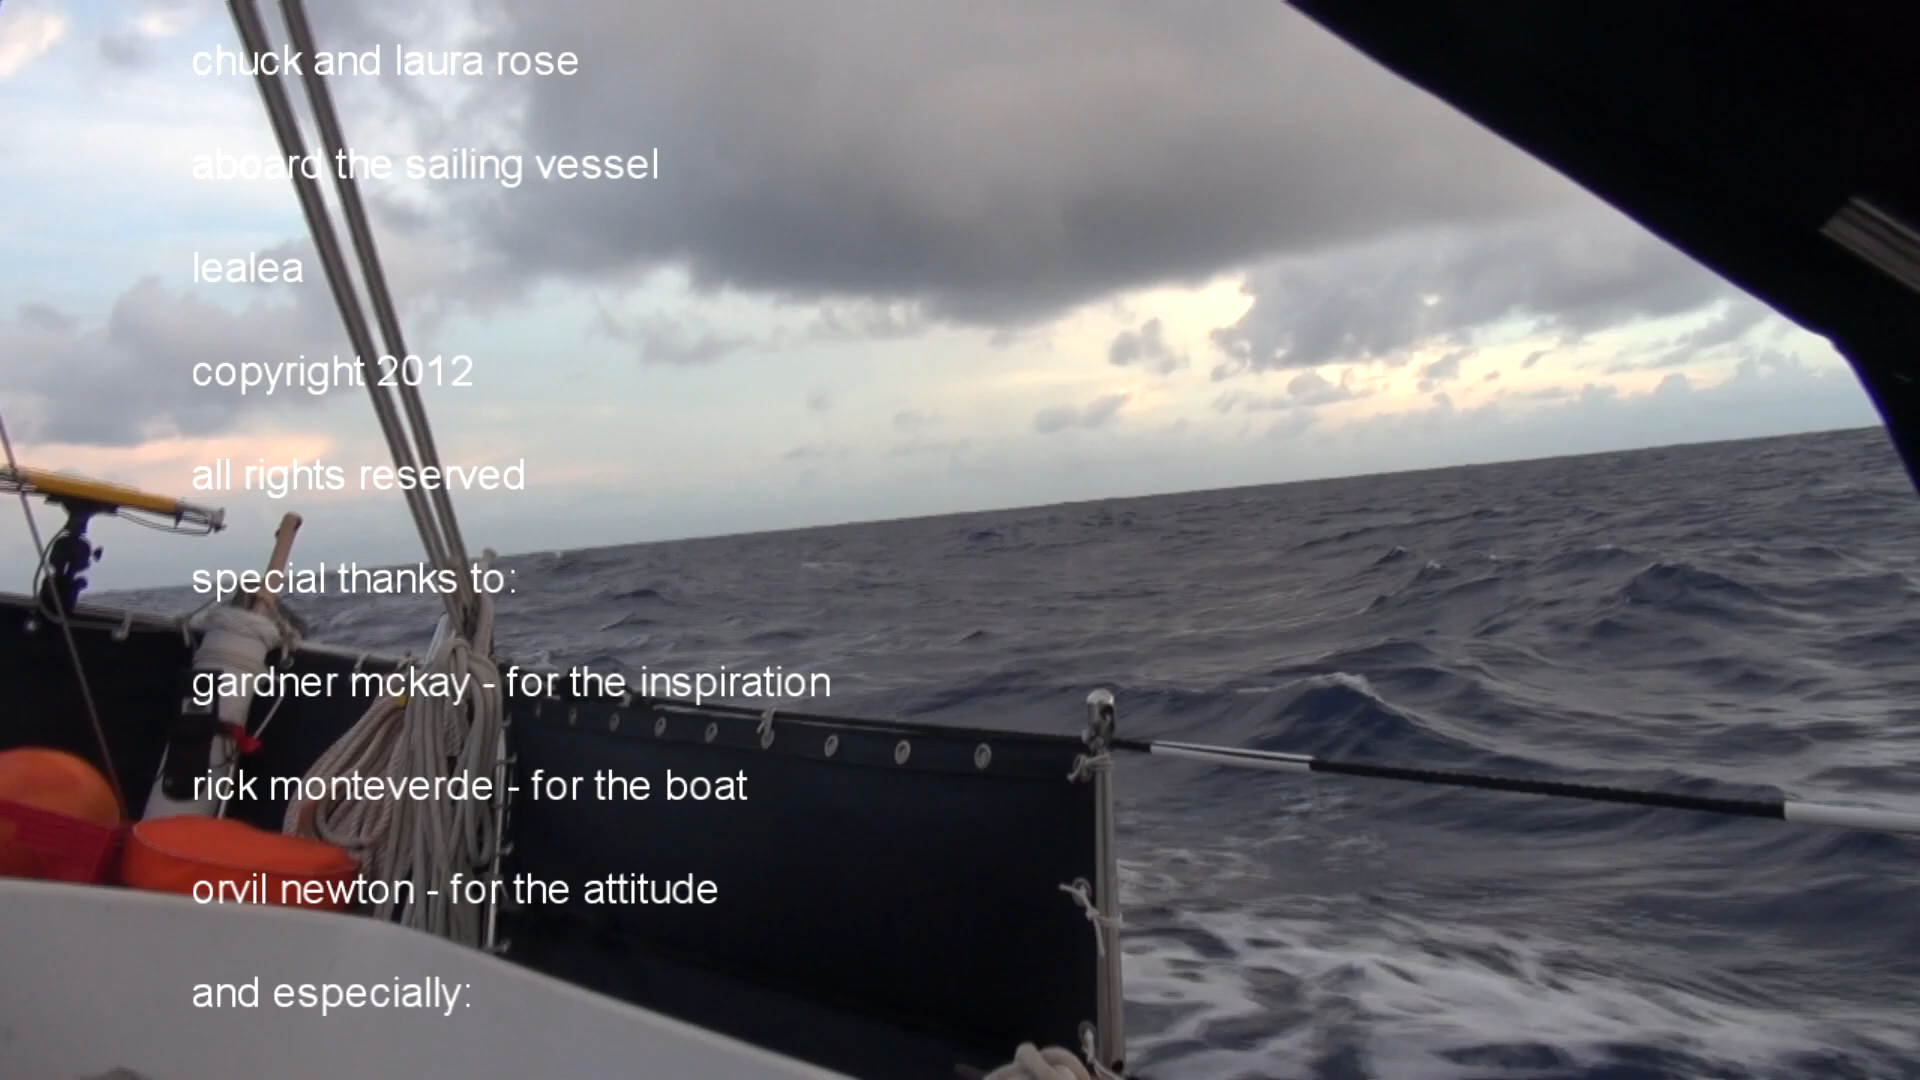 chuck and laura rose
aboard the sailing vessel
lealea
copyright 2012
all rights reserved
special thanks to:
gardner mckay - for the inspiration
rick monteverde - for the boat
orvil newton - for the attitude
and especially: